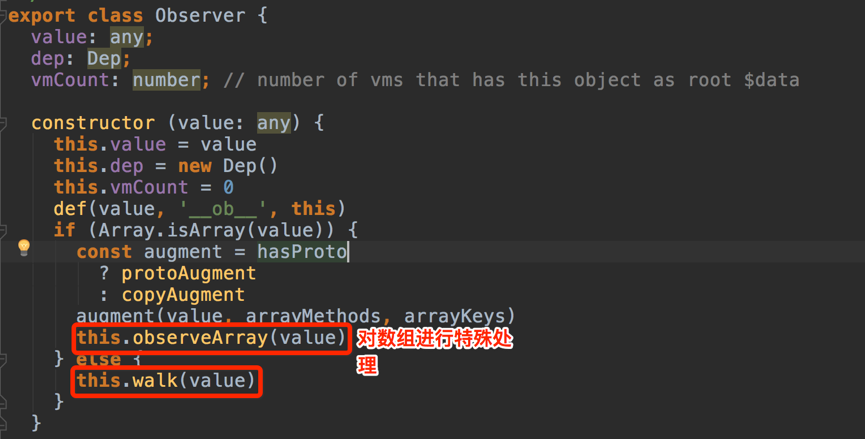 export class Observer {
value: any;
dep: Dep;
vmCount: number; // number of vms that has this object as root $data
constructor (value: any) {
this.value = value
this.dep = new Dep()
this.vmCount = 0
def(value, '__ob__', this)
if (Array.isArray(value)) {
const augment = hasProto
? protoAugment
: copyAugment
augment(value, arrayMethods, arrayKeys)
this.observeArray(value)
对数组进行特殊处
理
} else {
this.walk(value)
}
}